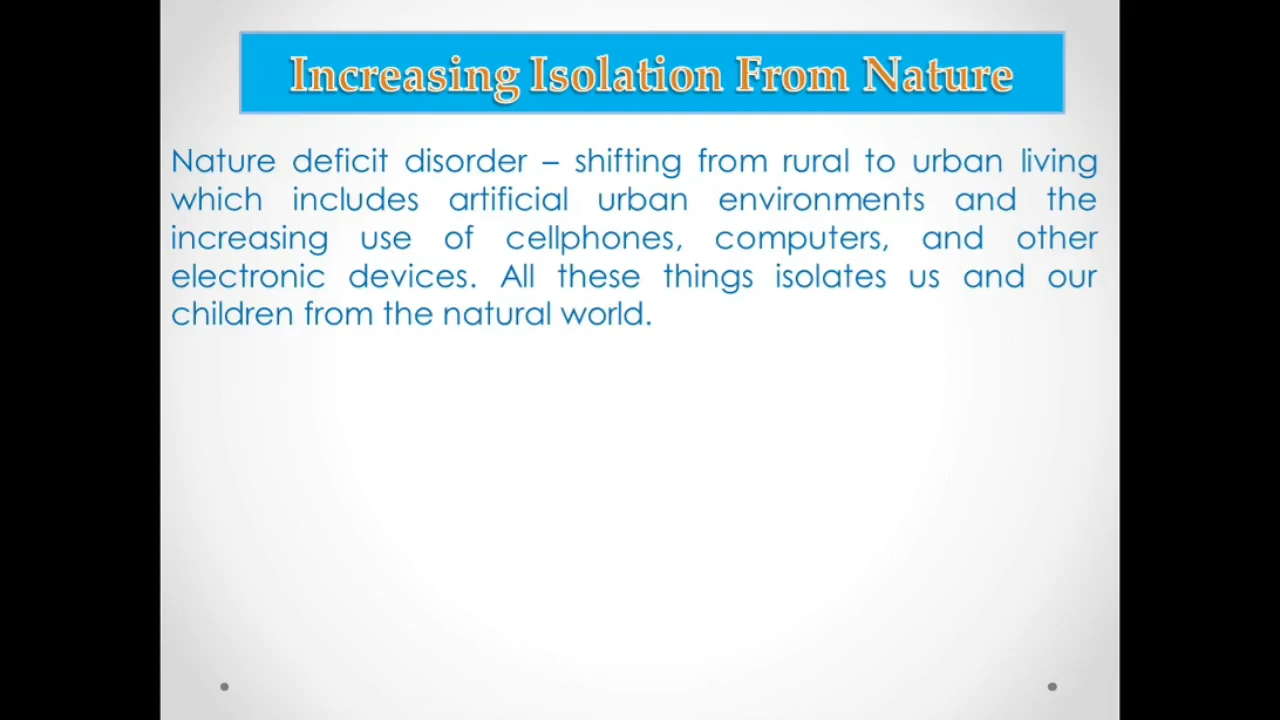 Increasing Isolation From Nature
Nature deficit disorder – shifting from rural to urban living
which includes artificial urban environments and the
increasing use of cellphones, computers, and other
electronic devices. All these things isolates us and our
children from the natural world.